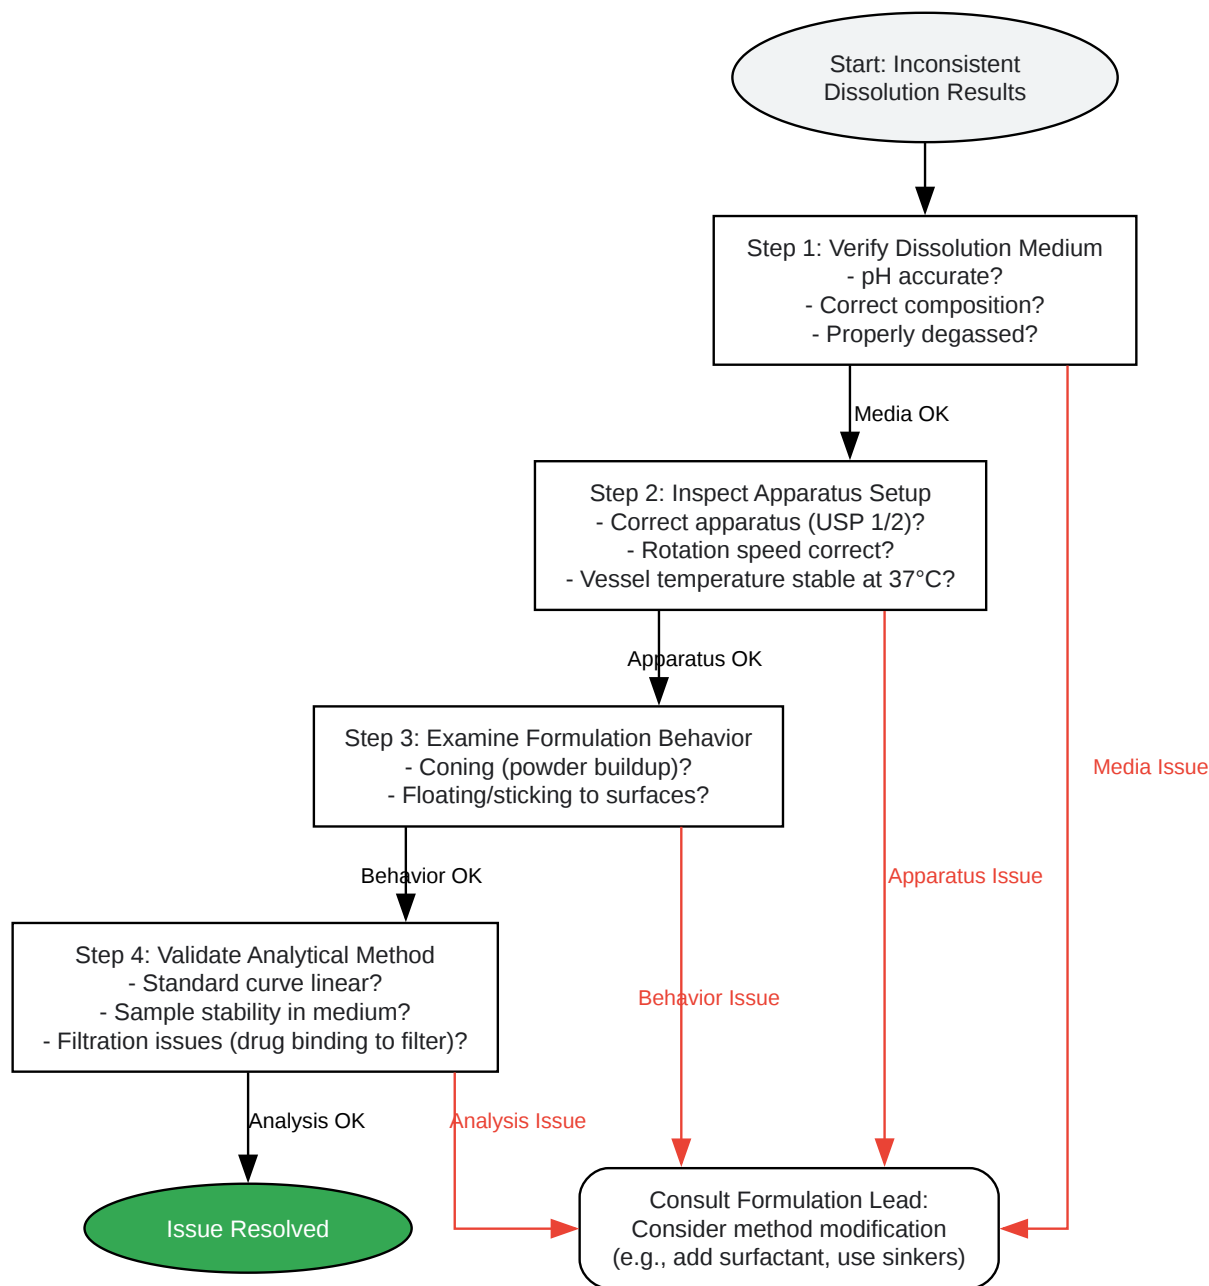 Start: Inconsistent
Dissolution Results
Step 1: Verify Dissolution Medium
- pH accurate?
- Correct composition?
- Properly degassed?
Media OK
Step 2: Inspect Apparatus Setup
- Correct apparatus (USP 1/2)?
- Rotation speed correct?
- Vessel temperature stable at 37°C?
Apparatus OK
Step 3: Examine Formulation Behavior
- Coning (powder buildup)?
- Floating/sticking to surfaces?
Media Issue
Behavior OK
Apparatus Issue
Step 4: Validate Analytical Method
- Standard curve linear?
- Sample stability in medium?
- Filtration issues (drug binding to filter)?
Behavior Issue
Analysis OK
Analysis Issue
Issue Resolved
Consult Formulation Lead:
Consider method modification
(e.g., add surfactant, use sinkers)